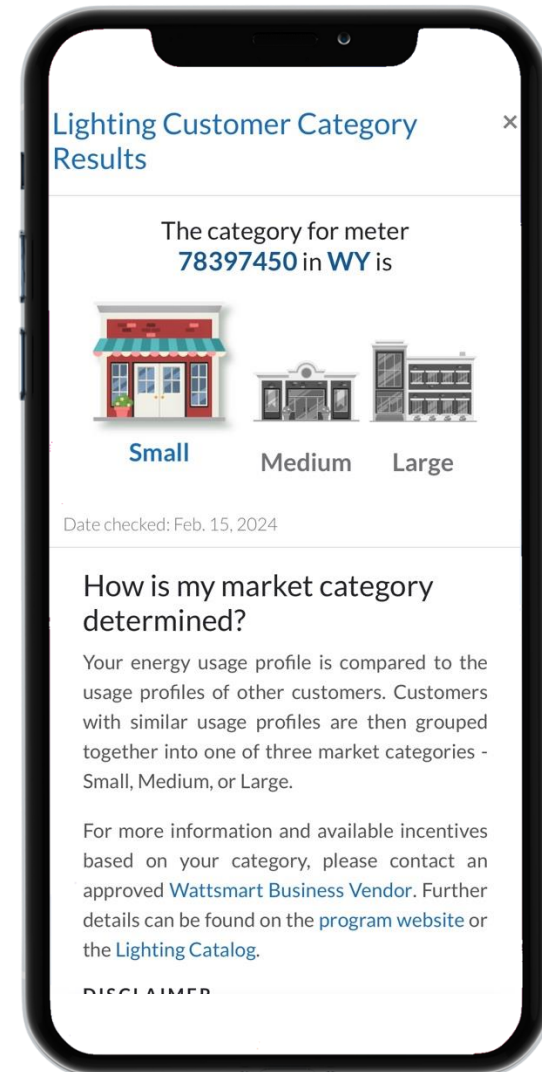 Lighting Customer Category
Results
×
The category for meter
78397450 in WY is
Small
Medium
Large
Date checked: Feb. 15, 2024
How is my market category
determined?
Your energy usage profile is compared to the
usage profiles of other customers. Customers
with similar usage profiles are then grouped
together into one of three market categories -
Small, Medium, or Large.
For more information and available incentives
based on your category, please contact an
approved Wattsmart Business Vendor. Further
details can be found on the program website or
the Lighting Catalog.
DISCLAIMER